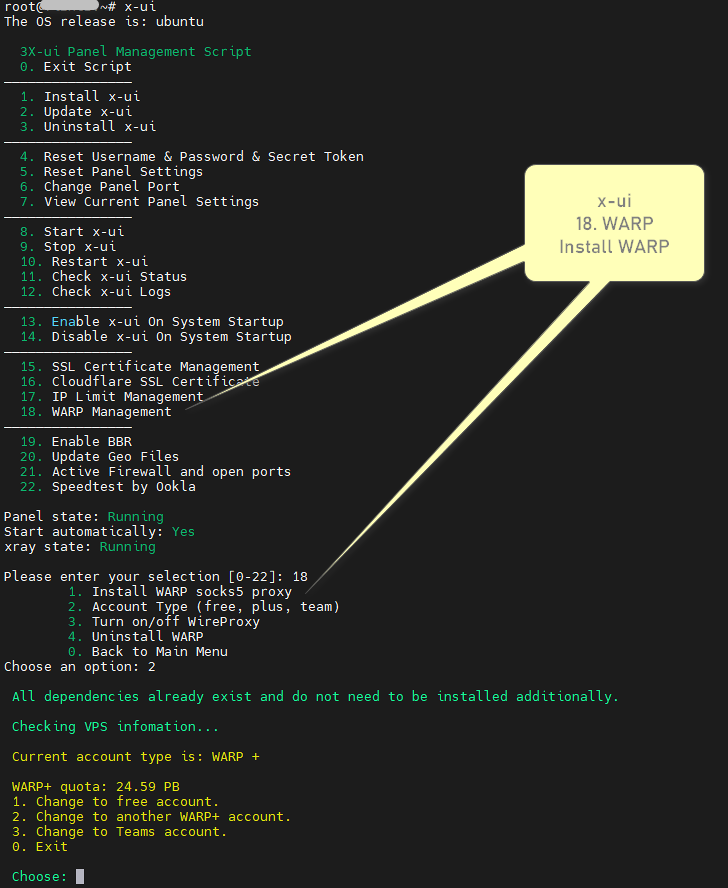 root@ ~# x-ui
The OS release is: ubuntu
3X-ui Panel Management Script
0. Exit Script
1. Install x-ui
2. Update x-ui
3. Uninstall x-ui
4. Reset Username & Password & Secret Token
5. Reset Panel Settings
6. Change Panel Port
7. View Current Panel Settings
8. Start x-ui
9. Stop x-ui
10. Restart x-ui
11. Check x-ui Status
12. Check x-ui Logs
13. Enable x-ui On System Startup
14. Disable x-ui On System Startup
15. SSL Certificate Management
16. Cloudflare SSL Certificate
17. IP Limit Management
18. WARP Management
19. Enable BBR
20. Update Geo Files
21. Active Firewall and open ports
22. Speedtest by Ookla
Panel state: Running
Start automatically: Yes
xray state: Running
Please enter your selection [0-22]: 18
1. Install WARP socks5 proxy
2. Account Type (free, plus, team)
3. Turn on/off WireProxy
4. Uninstall WARP
0. Back to Main Menu
Choose an option: 2
All dependencies already exist and do not need to be installed additionally.
Checking VPS infomation...
Current account type is: WARP +
WARP+ quota: 24.59 PB
1. Change to free account.
2. Change to another WARP+ account.
3. Change to Teams account.
0. Exit
Choose:
x-ui
18. WARP
Install WARP